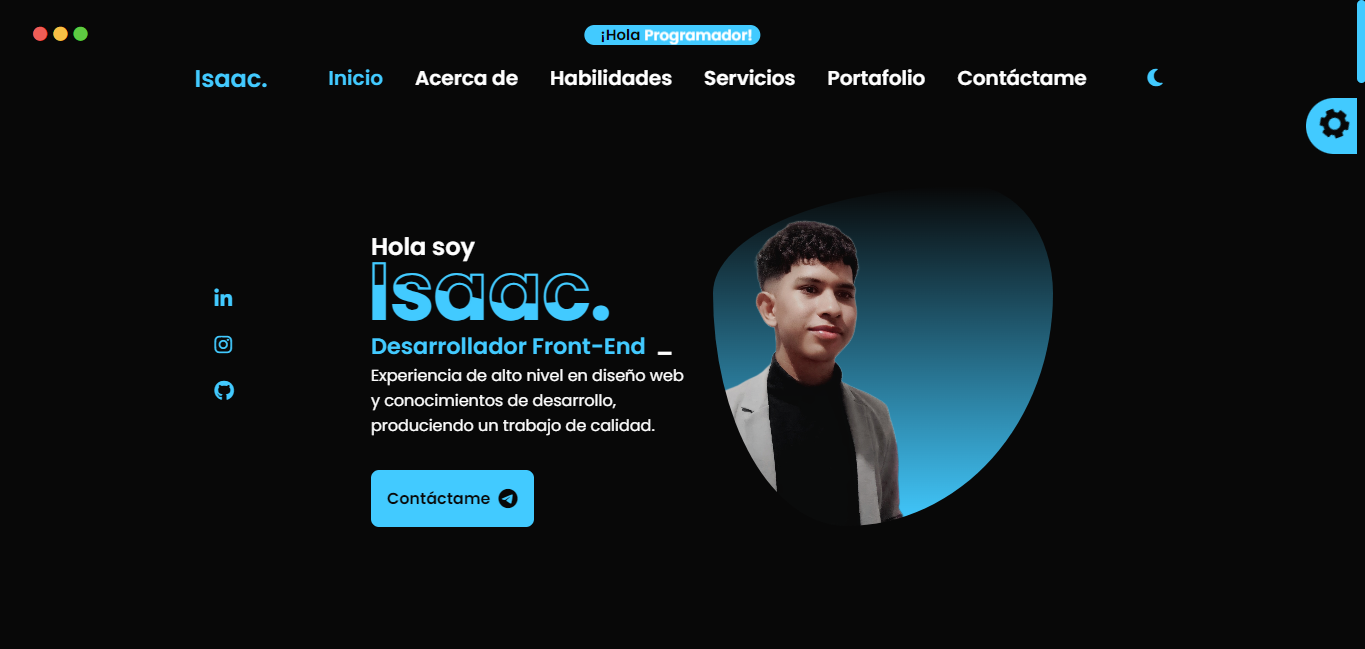 ¡Hola Programador!
Isaac. Inicio Acerca de Habilidades Servicios Portafolio Contáctame
Hola soy
Isaac.
Desarrollador Front-End
Experiencia de alto nivel en diseño web
y conocimientos de desarrollo,
produciendo un trabajo de calidad.
Contáctame